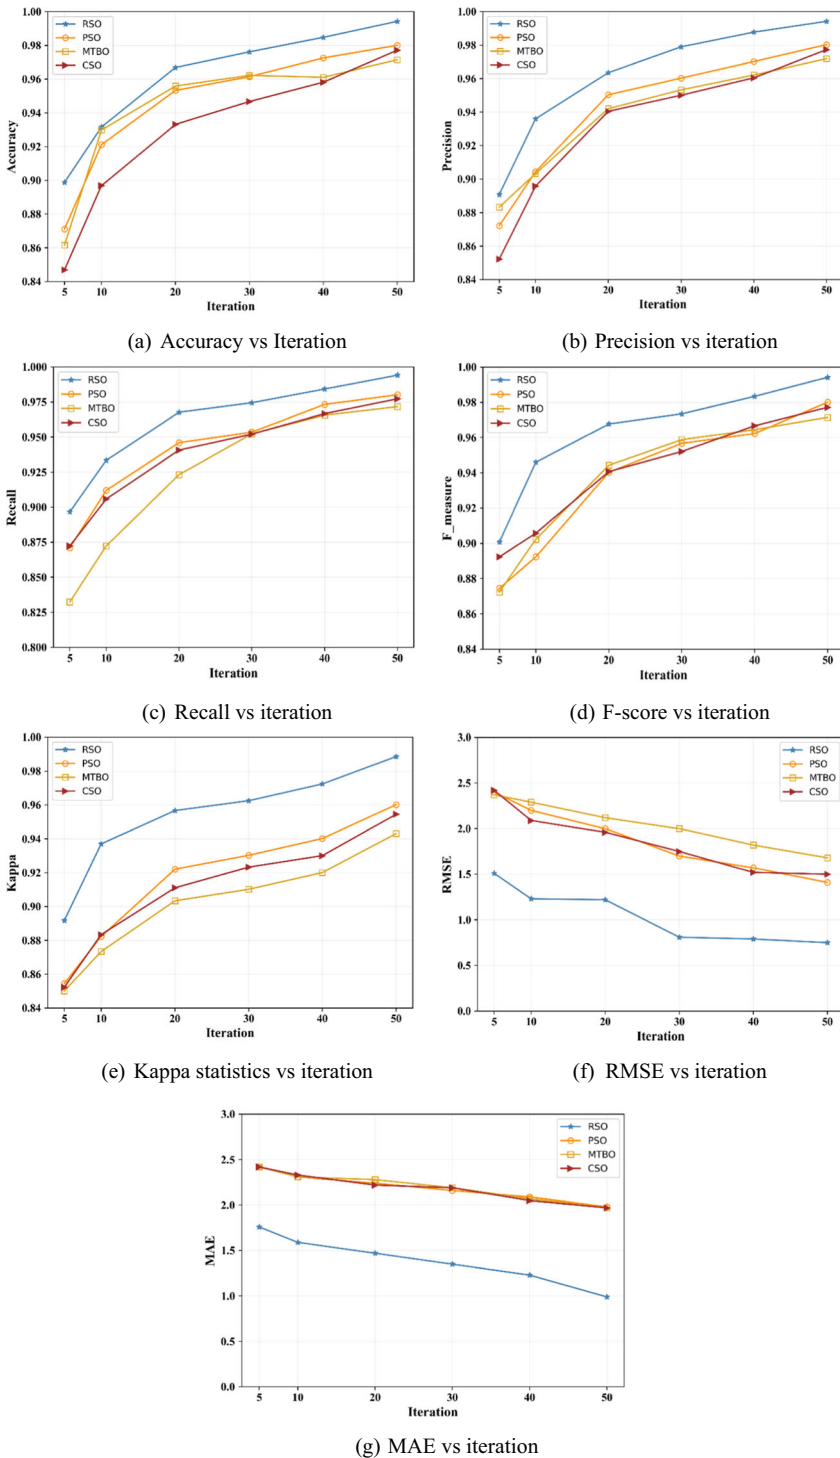 1.00
0.98
0.96
0.94
0.92
0.90
0.88
0.86
0.84
Accuracy
RSO
PSO
MTBO
CSO
5 10 20 30 40 50
Iteration
(a) Accuracy vs Iteration
1.00
0.98
0.96
0.94
0.92
0.90
0.88
0.86
0.84
Precision
RSO
PSO
MTBO
CSO
5 10 20 30 40 50
Iteration
(b) Precision vs iteration
1.000
0.975
0.950
0.925
0.900
0.875
0.850
0.825
0.800
Recall
RSO
PSO
MTBO
CSO
5 10 20 30 40 50
Iteration
(c) Recall vs iteration
1.00
0.98
0.96
0.94
0.92
0.90
0.88
0.86
0.84
F_measure
RSO
PSO
MTBO
CSO
5 10 20 30 40 50
Iteration
(d) F-score vs iteration
1.00
0.98
0.96
0.94
0.92
0.90
0.88
0.86
0.84
Kappa
RSO
PSO
MTBO
CSO
5 10 20 30 40 50
Iteration
(e) Kappa statistics vs iteration
3.0
2.5
2.0
1.5
1.0
0.5
0.0
RMSE
RSO
PSO
MTBO
CSO
5 10 20 30 40 50
Iteration
(f) RMSE vs iteration
3.0
2.5
2.0
1.5
1.0
0.5
0.0
MAE
RSO
PSO
MTBO
CSO
5 10 20 30 40 50
Iteration
(g) MAE vs iteration